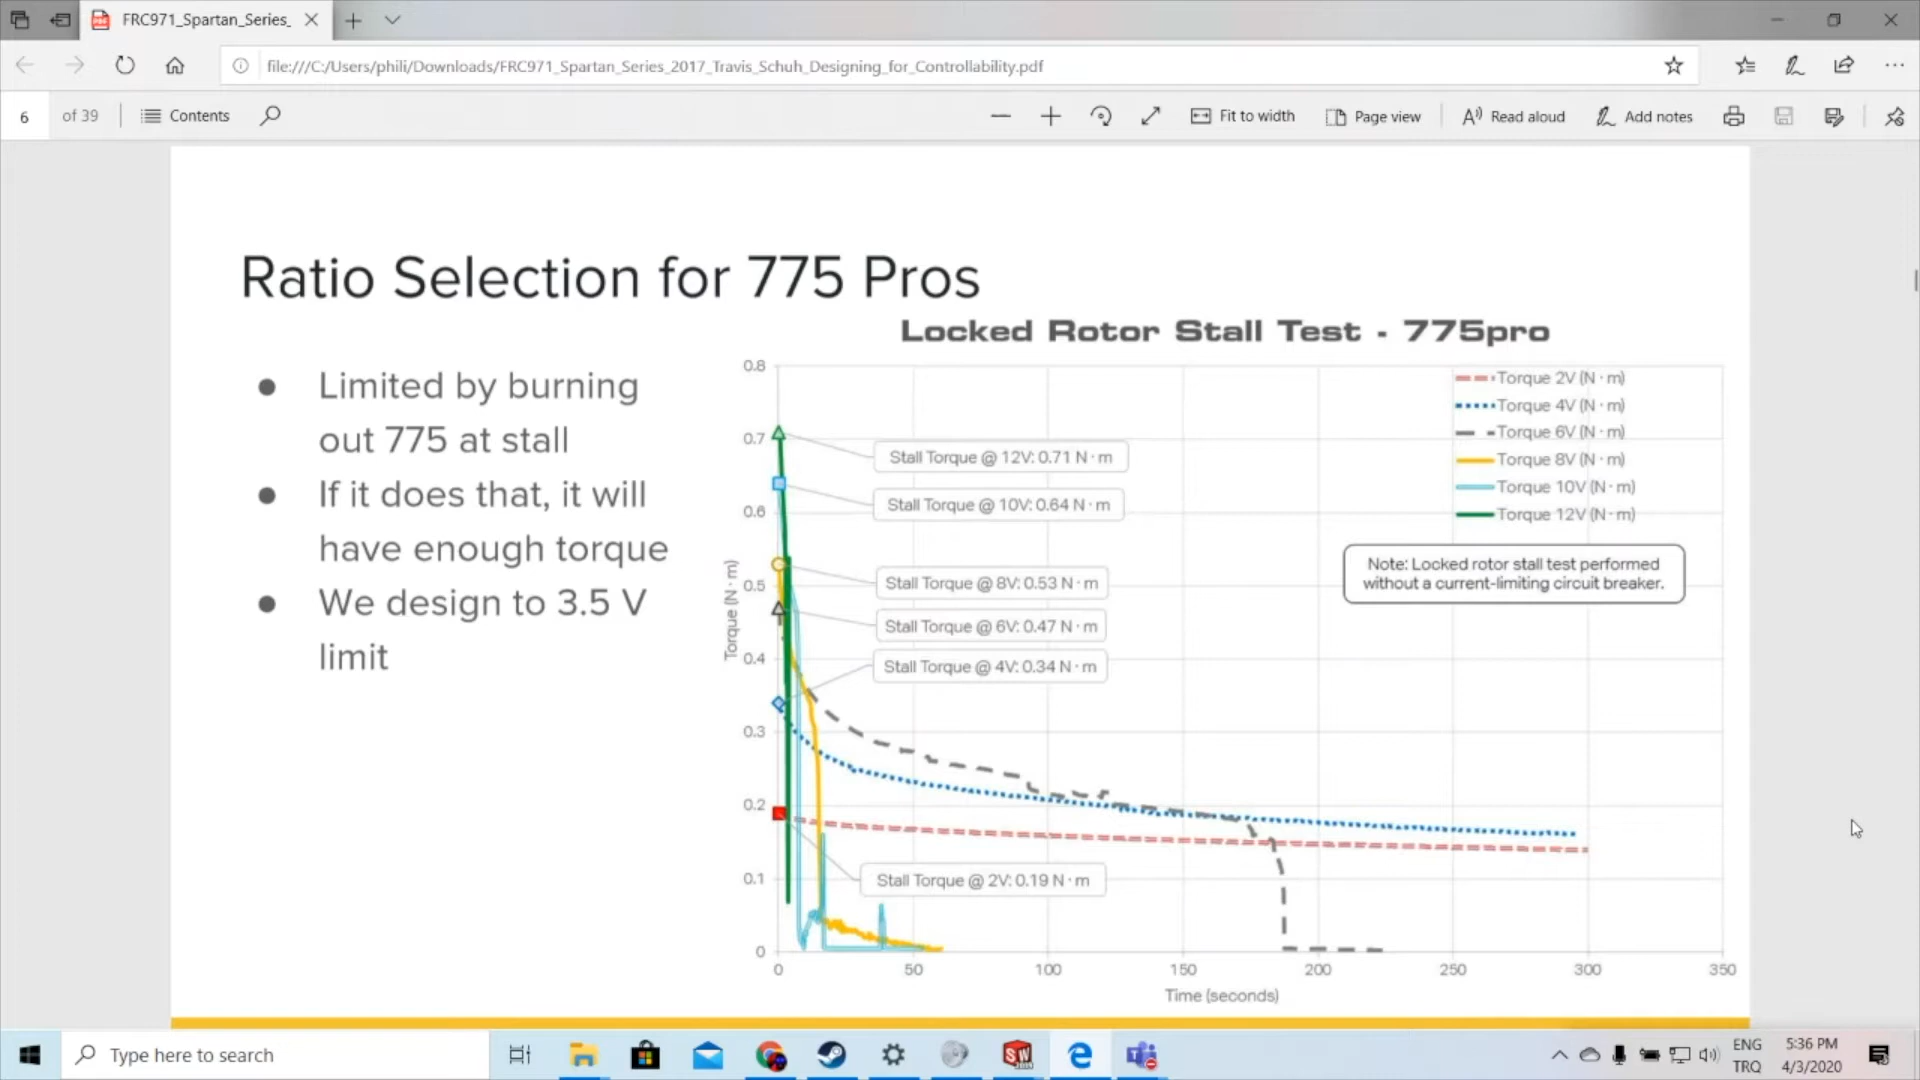 FRC971_Spartan_Series_
file:///C:/Users/phili/Downloads/FRC971_Spartan_Series_2017_Travis_Schuh_Designing_for_Controllability.pdf
6 of 39 Contents Fit to width Page view Read aloud Add notes
Ratio Selection for 775 Pros
Locked Rotor Stall Test - 775pro
● Limited by burning
out 775 at stall
● If it does that, it will
have enough torque
● We design to 3.5 V
limit
Torque (N·m)
0.8
0.7
0.6
0.5
0.4
0.3
0.2
0.1
0
Stall Torque @ 12V: 0.71 N·m
Stall Torque @ 10V: 0.64 N·m
Stall Torque @ 8V: 0.53 N·m
Stall Torque @ 6V: 0.47 N·m
Stall Torque @ 4V: 0.34 N·m
Stall Torque @ 2V: 0.19 N·m
Torque 2V (N·m)
Torque 4V (N·m)
Torque 6V (N·m)
Torque 8V (N·m)
Torque 10V (N·m)
Torque 12V (N·m)
Note: Locked rotor stall test performed
without a current-limiting circuit breaker.
0 50 100 150 200 250 300 350
Time (seconds)
Type here to search
ENG
TRQ
5:36 PM
4/3/2020